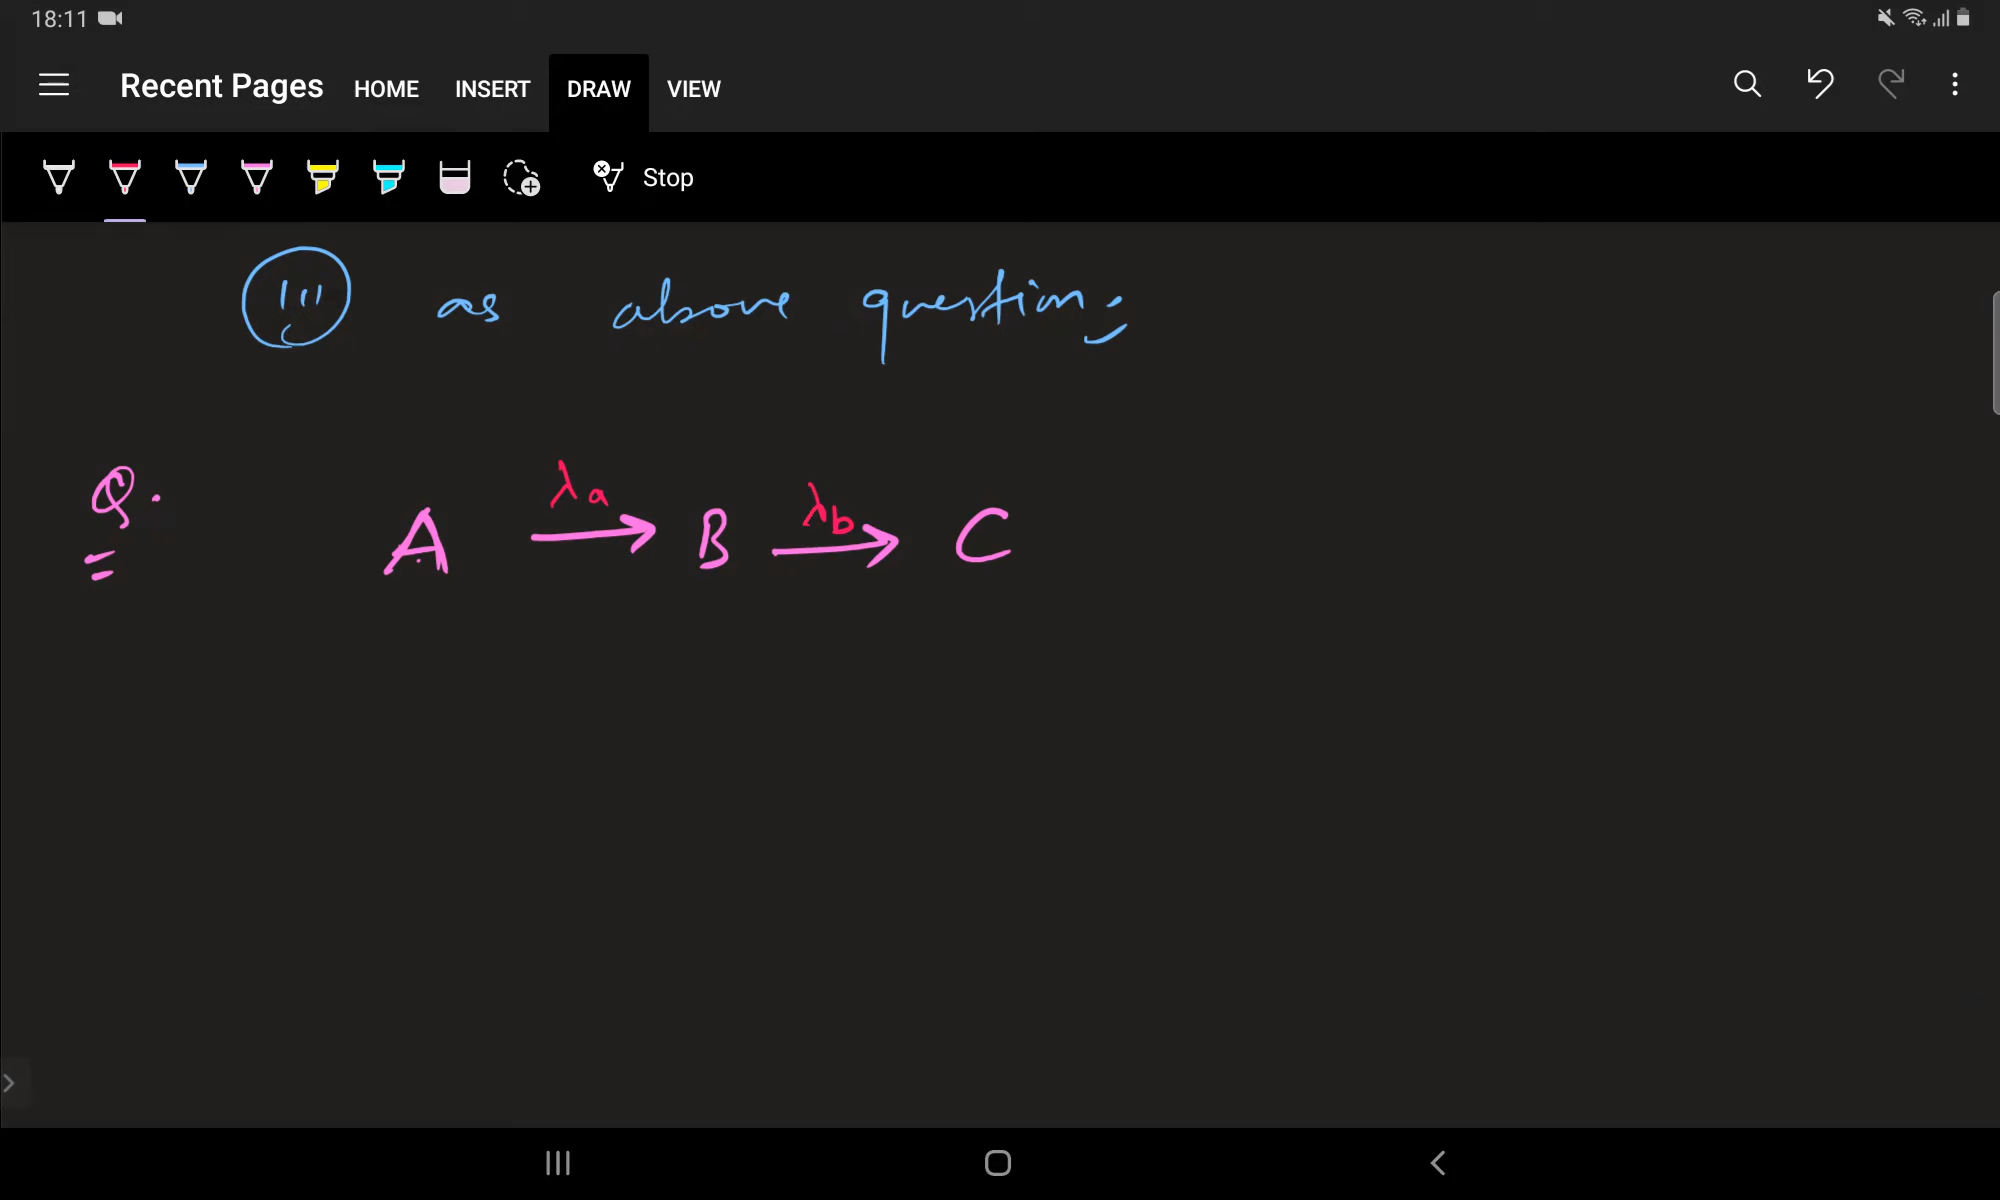 18:11
Recent Pages HOME INSERT DRAW VIEW
Stop
iii as above question.
Q. A λa→ B λb→ C